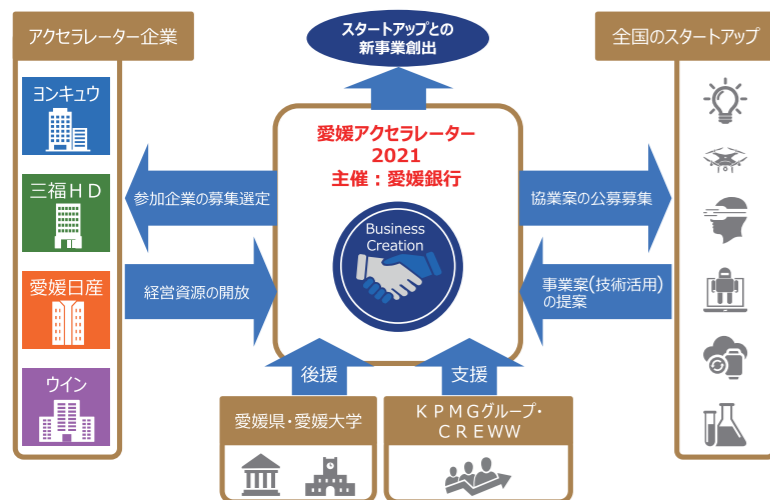 アクセラレーター企業
スタートアップとの
新事業創出
全国のスタートアップ
ヨンキュウ
三福ＨＤ
愛媛日産
ウイン
愛媛アクセラレーター
2021
主催：愛媛銀行
Business
Creation
参加企業の募集選定
経営資源の開放
協業案の公募募集
事業案(技術活用)
の提案
後援
支援
愛媛県・愛媛大学
ＫＰＭＧグループ・
ＣＲＥＷＷ